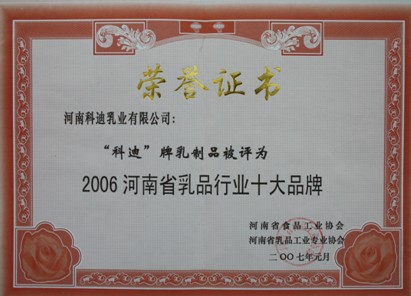 荣誉证书
河南科迪乳业有限公司：
“科迪”牌乳制品被评为
2006河南省乳品行业十大品牌
河南省食品工业协会
河南省乳品工业专业协会
二〇〇七年元月